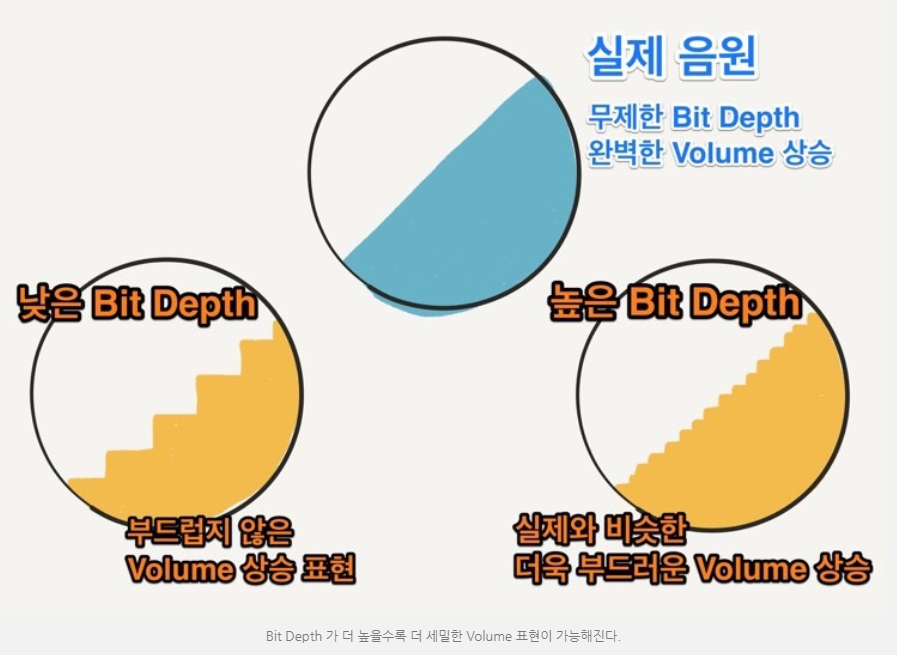 실제 음원
무제한 Bit Depth
완벽한 Volume 상승
낮은 Bit Depth
높은 Bit Depth
부드럽지 않은
Volume 상승 표현
실제와 비슷한
더욱 부드러운 Volume 상승
Bit Depth 가 더 높을수록 더 세밀한 Volume 표현이 가능해진다.